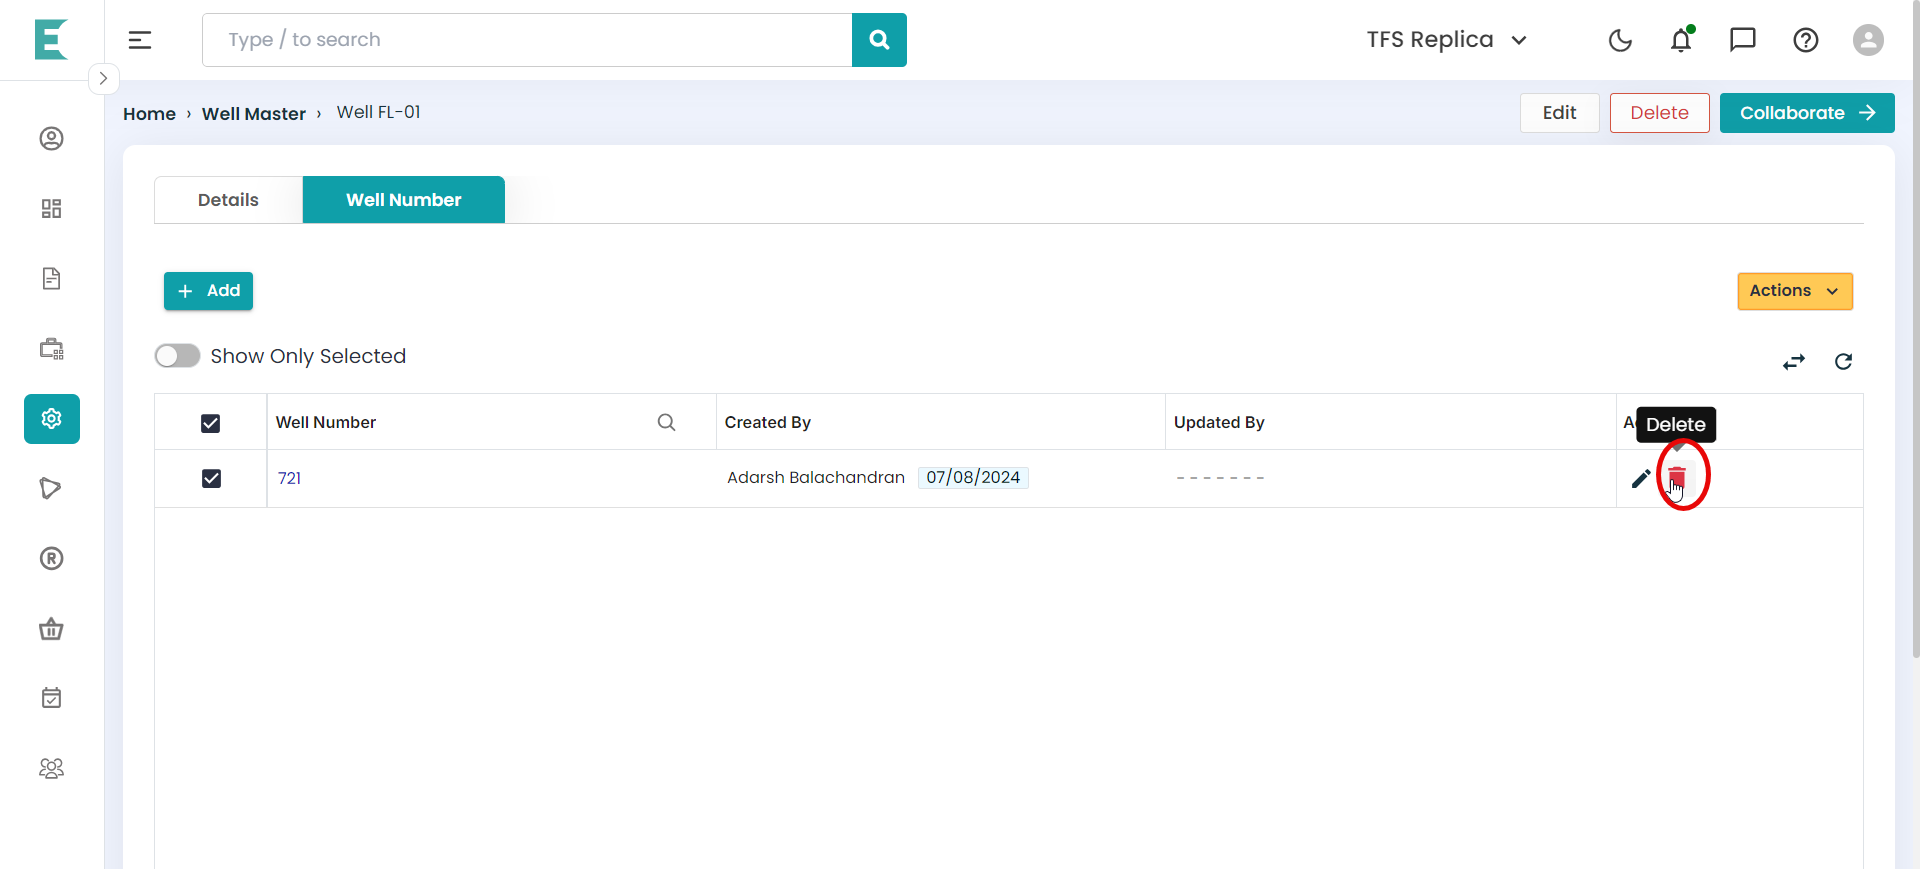 Type / to search
TFS Replica
Home › Well Master › Well FL-01
Edit
Delete
Collaborate
Details
Well Number
+ Add
Actions
Show Only Selected
Well Number
Created By
Updated By
Delete
721
Adarsh Balachandran
07/08/2024
-------